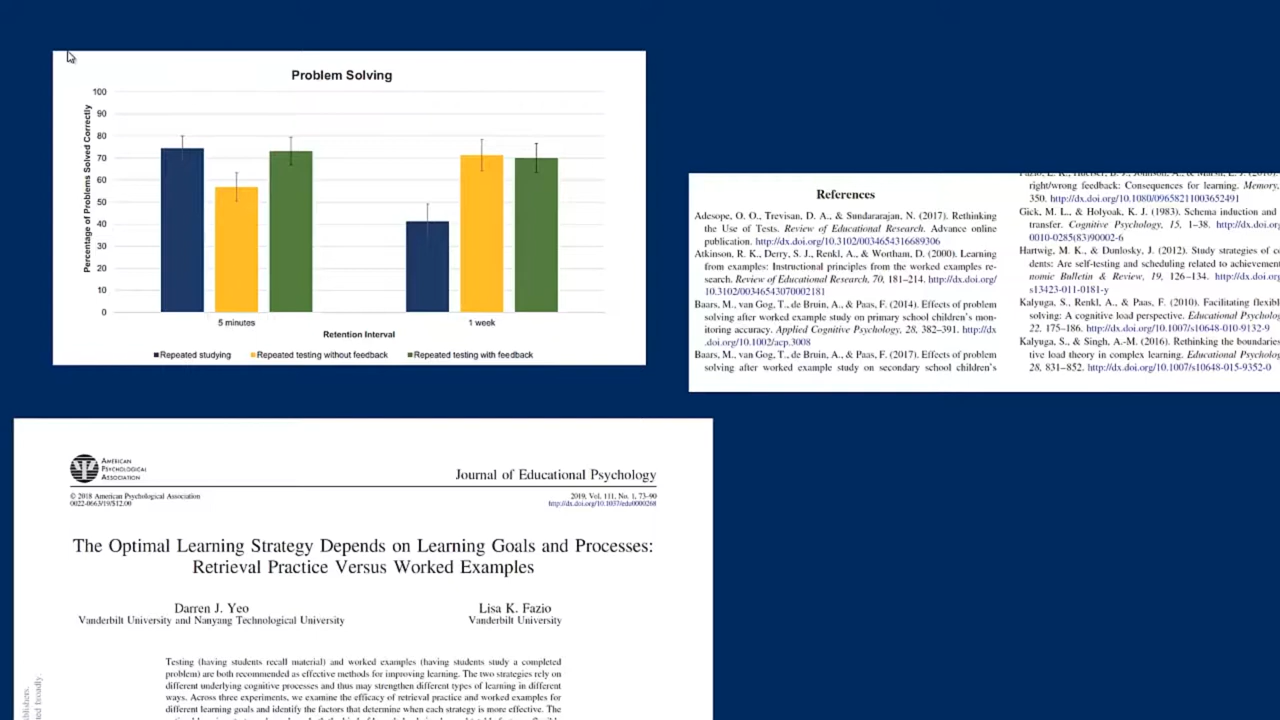 Problem Solving
100
90
80
70
60
50
40
30
20
10
0
Percentage of Problems Solved Correctly
5 minutes
1 week
Retention Interval
Repeated studying
Repeated testing without feedback
Repeated testing with feedback
References
Adesope, O. O., Trevisan, D. A., & Sundararajan, N. (2017). Rethinking
the Use of Tests. Review of Educational Research. Advance online
publication. http://dx.doi.org/10.3102/0034654316689306
Atkinson, R. K., Derry, S. J., Renkl, A., & Wortham, D. (2000). Learning
from examples: Instructional principles from the worked examples re-
search. Review of Educational Research, 70, 181–214. http://dx.doi.org/
10.3102/00346543070002181
Baars, M., van Gog, T., de Bruin, A., & Paas, F. (2014). Effects of problem
solving after worked example study on primary school children's mon-
itoring accuracy. Applied Cognitive Psychology, 28, 382–391. http://dx
.doi.org/10.1002/acp.3008
Baars, M., van Gog, T., de Bruin, A., & Paas, F. (2017). Effects of problem
solving after worked example study on secondary school children's
right/wrong feedback: Consequences for learning. Memory,
350. http://dx.doi.org/10.1080/09658211003652491
Gick, M. L., & Holyoak, K. J. (1983). Schema induction and
transfer. Cognitive Psychology, 15, 1–38. http://dx.doi.org
0010-0285(83)90002-6
Hartwig, M. K., & Dunlosky, J. (2012). Study strategies of co
dents: Are self-testing and scheduling related to achievemen
nomic Bulletin & Review, 19, 126–134. http://dx.doi.org
s13423-011-0181-y
Kalyuga, S., Renkl, A., & Paas, F. (2010). Facilitating flexibl
solving: A cognitive load perspective. Educational Psycholog
22, 175–186. http://dx.doi.org/10.1007/s10648-010-9132-9
Kalyuga, S., & Singh, A.-M. (2016). Rethinking the boundaries
tive load theory in complex learning. Educational Psycholog
28, 831–852. http://dx.doi.org/10.1007/s10648-015-9352-0
AMERICAN
PSYCHOLOGICAL
ASSOCIATION
Journal of Educational Psychology
© 2018 American Psychological Association
0022-0663/19/$12.00
2019, Vol. 111, No. 1, 73–90
http://dx.doi.org/10.1037/edu0000268
The Optimal Learning Strategy Depends on Learning Goals and Processes:
Retrieval Practice Versus Worked Examples
Darren J. Yeo
Vanderbilt University and Nanyang Technological University
Lisa K. Fazio
Vanderbilt University
Testing (having students recall material) and worked examples (having students study a completed
problem) are both recommended as effective methods for improving learning. The two strategies rely on
different underlying cognitive processes and thus may strengthen different types of learning in different
ways. Across three experiments, we examine the efficacy of retrieval practice and worked examples for
different learning goals and identify the factors that determine when each strategy is more effective. The